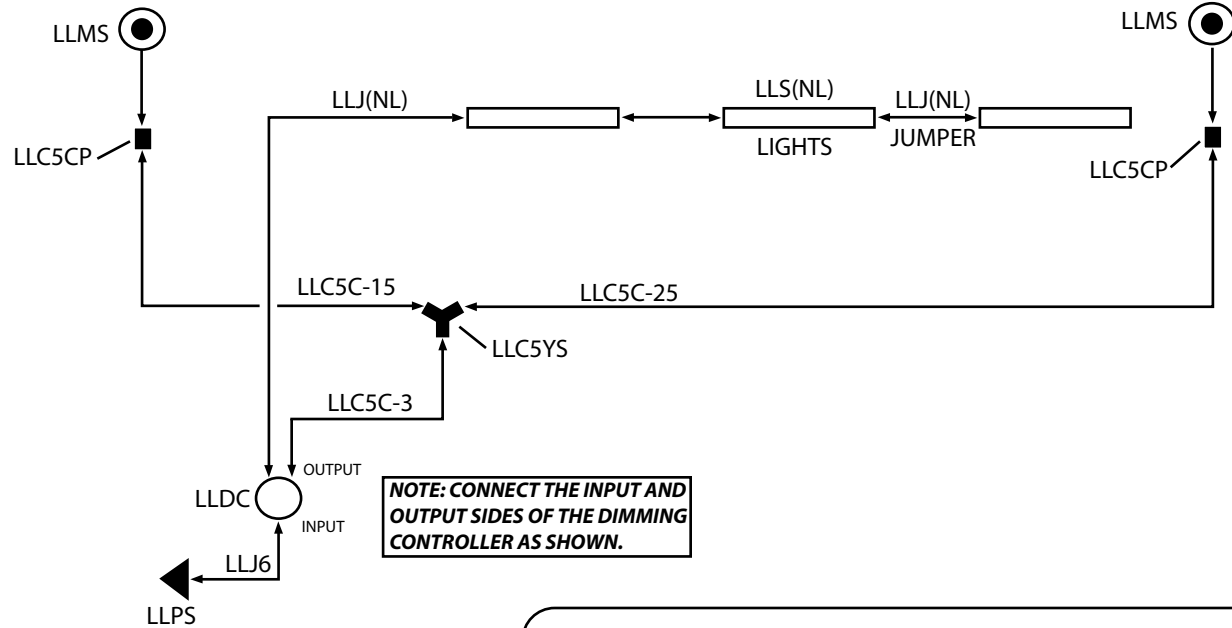 LLMS
LLMS
LLJ(NL)
LLS(NL)
LLJ(NL)
LIGHTS
JUMPER
LLC5CP
LLC5CP
LLC5C-15
LLC5C-25
LLC5YS
LLC5C-3
OUTPUT
LLDC
INPUT
NOTE: CONNECT THE INPUT AND
OUTPUT SIDES OF THE DIMMING
CONTROLLER AS SHOWN.
LLJ6
LLPS